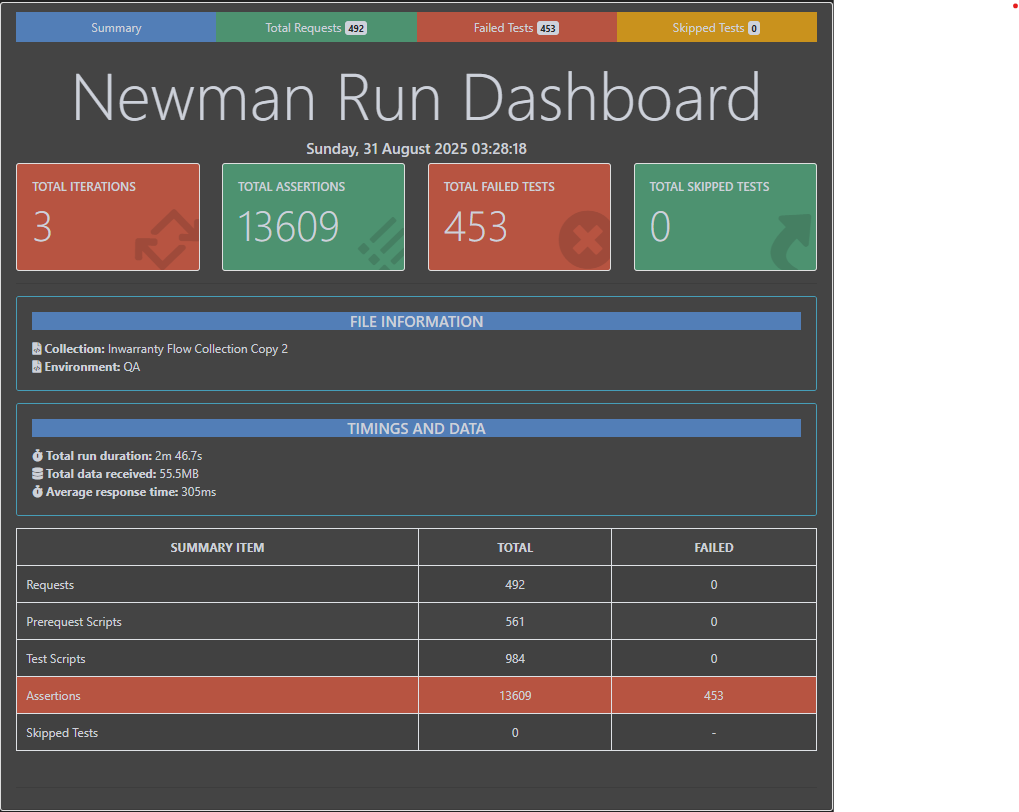 Summary
Total Requests 492
Failed Tests 453
Skipped Tests 0
Newman Run Dashboard
Sunday, 31 August 2025 03:28:18
TOTAL ITERATIONS
3
TOTAL ASSERTIONS
13609
TOTAL FAILED TESTS
453
TOTAL SKIPPED TESTS
0
FILE INFORMATION
Collection: Inwarranty Flow Collection Copy 2
Environment: QA
TIMINGS AND DATA
Total run duration: 2m 46.7s
Total data received: 55.5MB
Average response time: 305ms
SUMMARY ITEM TOTAL FAILED
Requests 492 0
Prerequest Scripts 561 0
Test Scripts 984 0
Assertions 13609 453
Skipped Tests 0 -